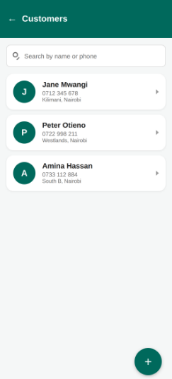 ← Customers
Search by name or phone
J
Jane Mwangi
0712 345 678
Kilimani, Nairobi
P
Peter Otieno
0722 998 211
Westlands, Nairobi
A
Amina Hassan
0733 112 884
South B, Nairobi
+